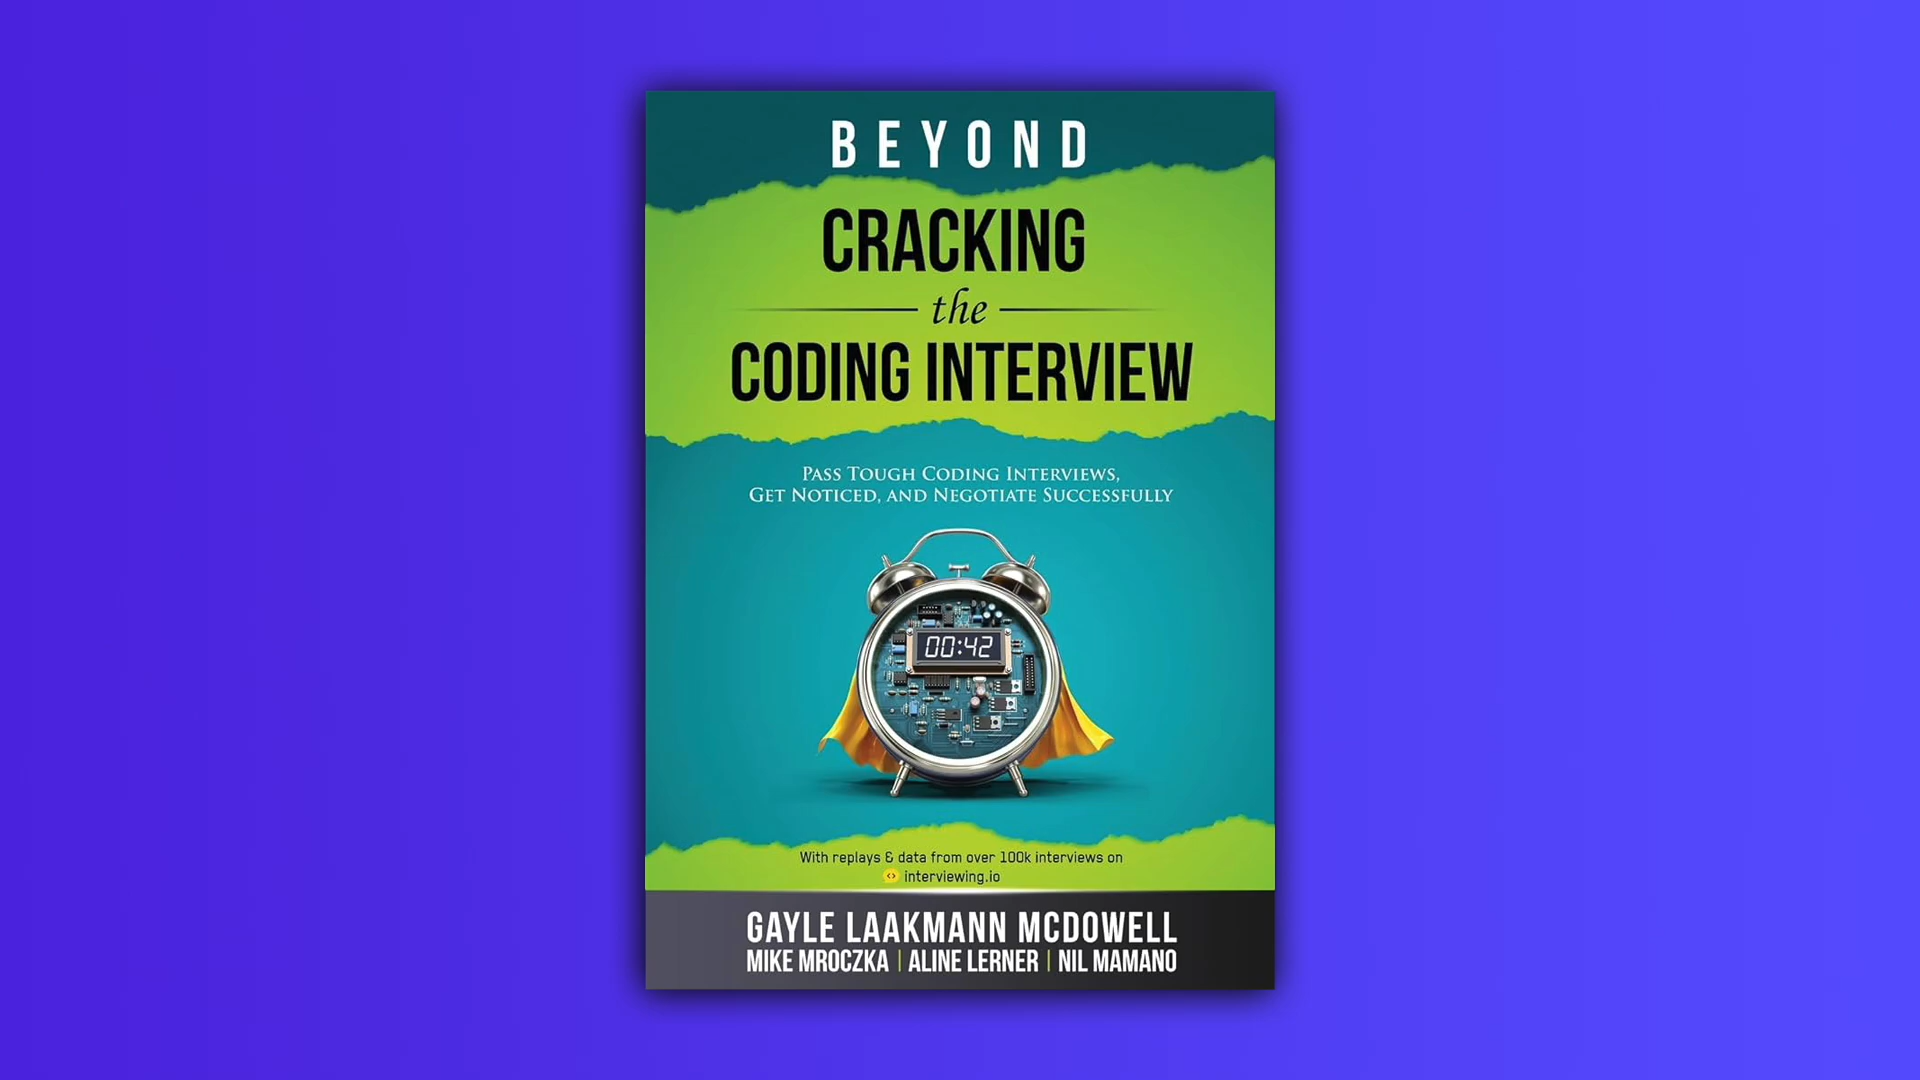 BEYOND
CRACKING
the
CODING INTERVIEW
PASS TOUGH CODING INTERVIEWS,
GET NOTICED, AND NEGOTIATE SUCCESSFULLY
00:42
With replays & data from over 100k interviews on
interviewing.io
GAYLE LAAKMANN MCDOWELL
MIKE MROCZKA | ALINE LERNER | NIL MAMANO